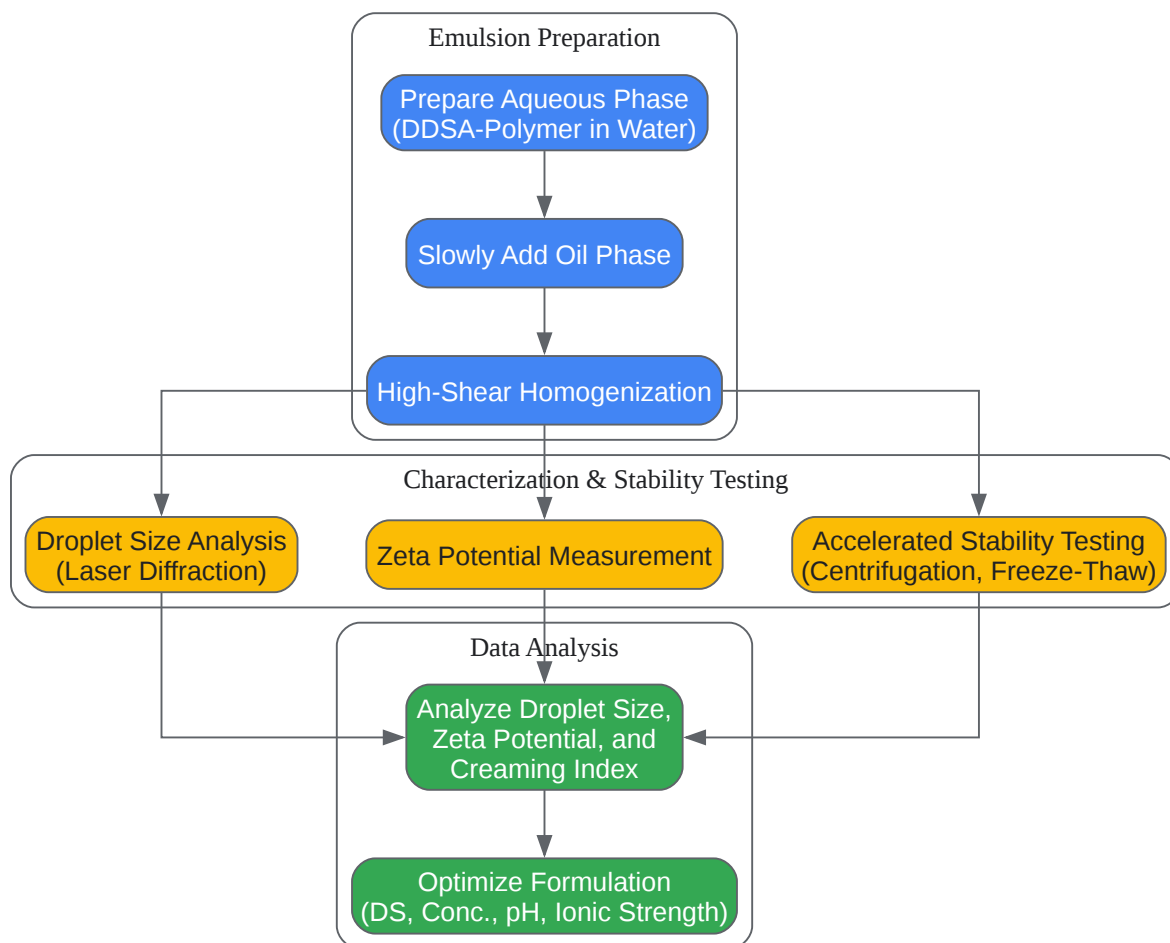 Emulsion Preparation
Prepare Aqueous Phase
(DDSA-Polymer in Water)
Slowly Add Oil Phase
High-Shear Homogenization
Characterization & Stability Testing
Droplet Size Analysis
(Laser Diffraction)
Zeta Potential Measurement
Accelerated Stability Testing
(Centrifugation, Freeze-Thaw)
Data Analysis
Analyze Droplet Size,
Zeta Potential, and
Creaming Index
Optimize Formulation
(DS, Conc., pH, Ionic Strength)